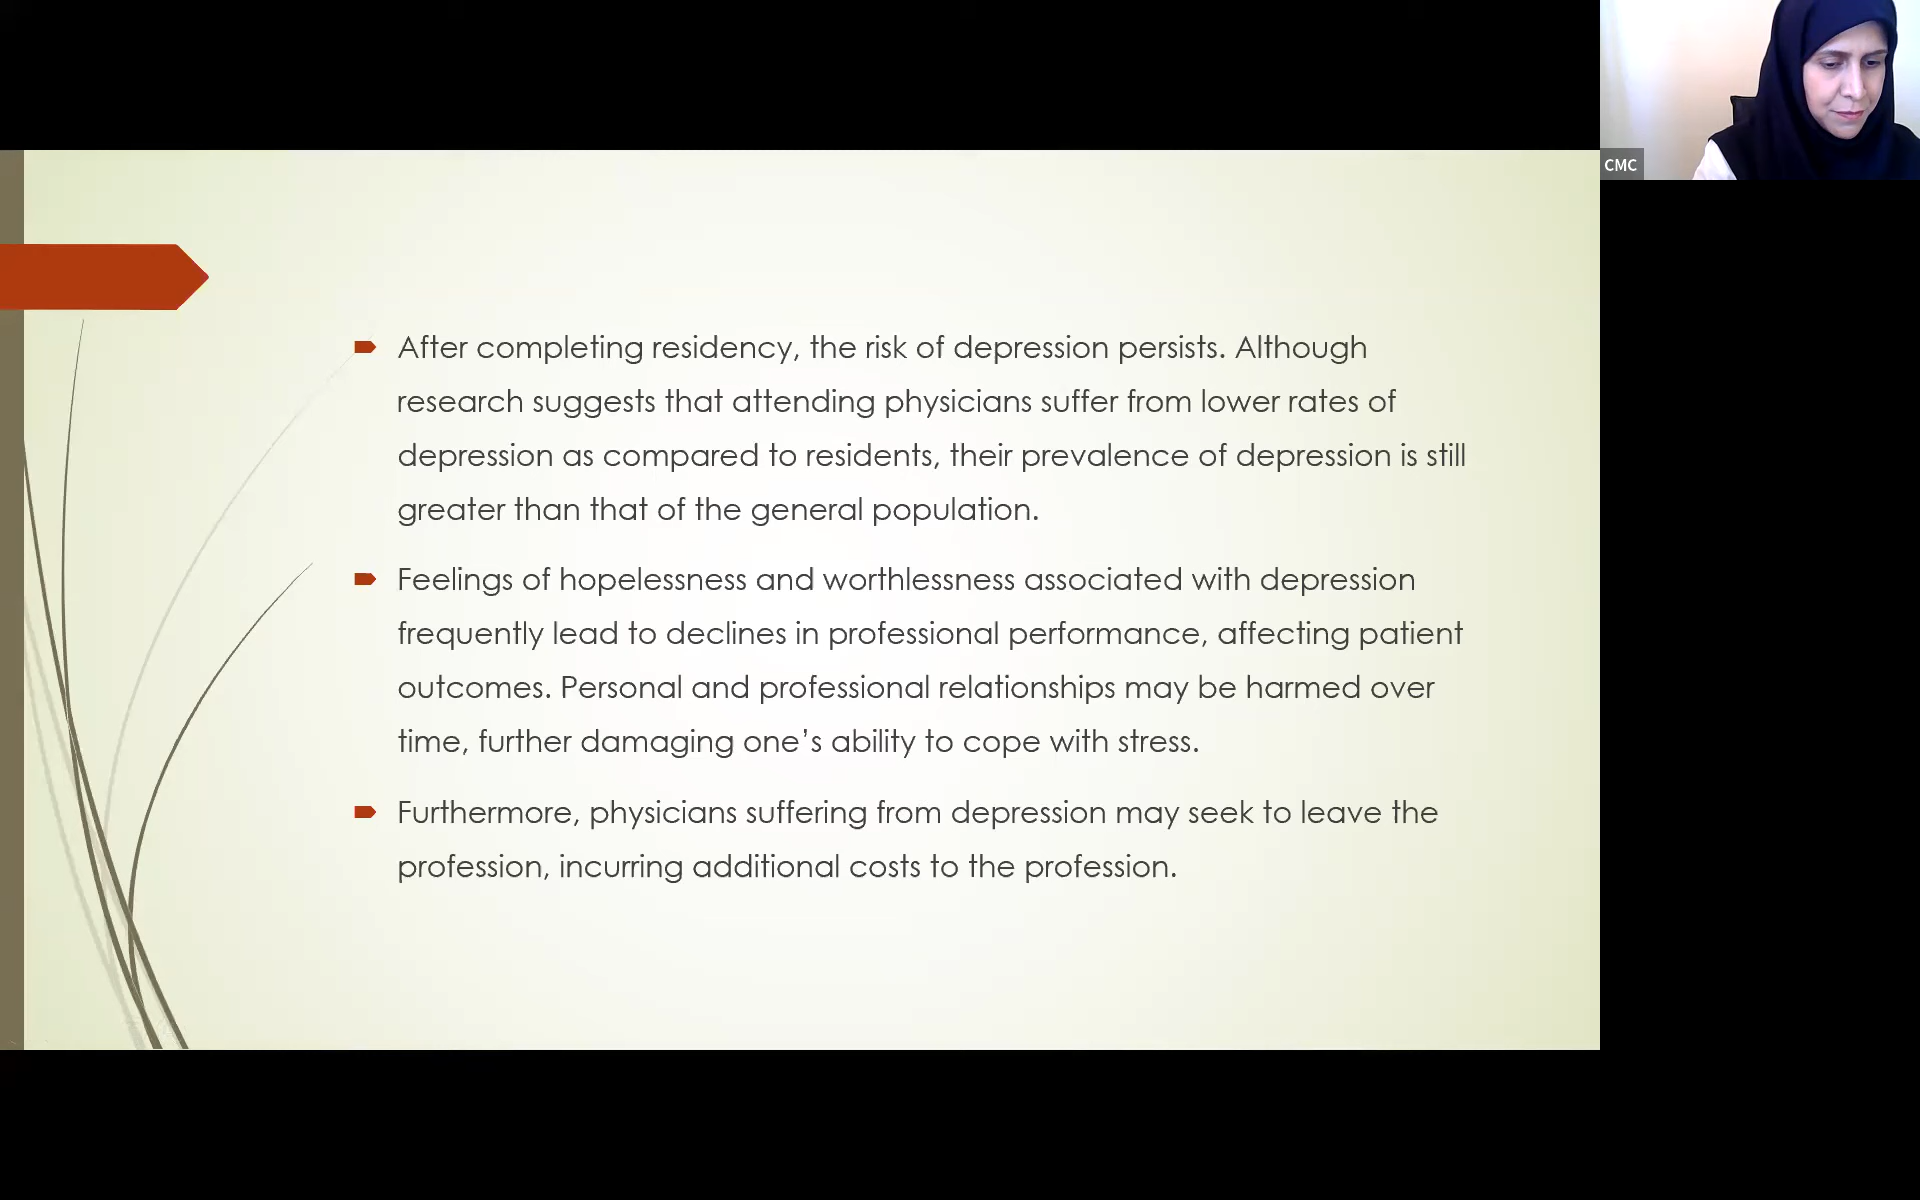 After completing residency, the risk of depression persists. Although
research suggests that attending physicians suffer from lower rates of
depression as compared to residents, their prevalence of depression is still
greater than that of the general population.
Feelings of hopelessness and worthlessness associated with depression
frequently lead to declines in professional performance, affecting patient
outcomes. Personal and professional relationships may be harmed over
time, further damaging one’s ability to cope with stress.
Furthermore, physicians suffering from depression may seek to leave the
profession, incurring additional costs to the profession.
CMC